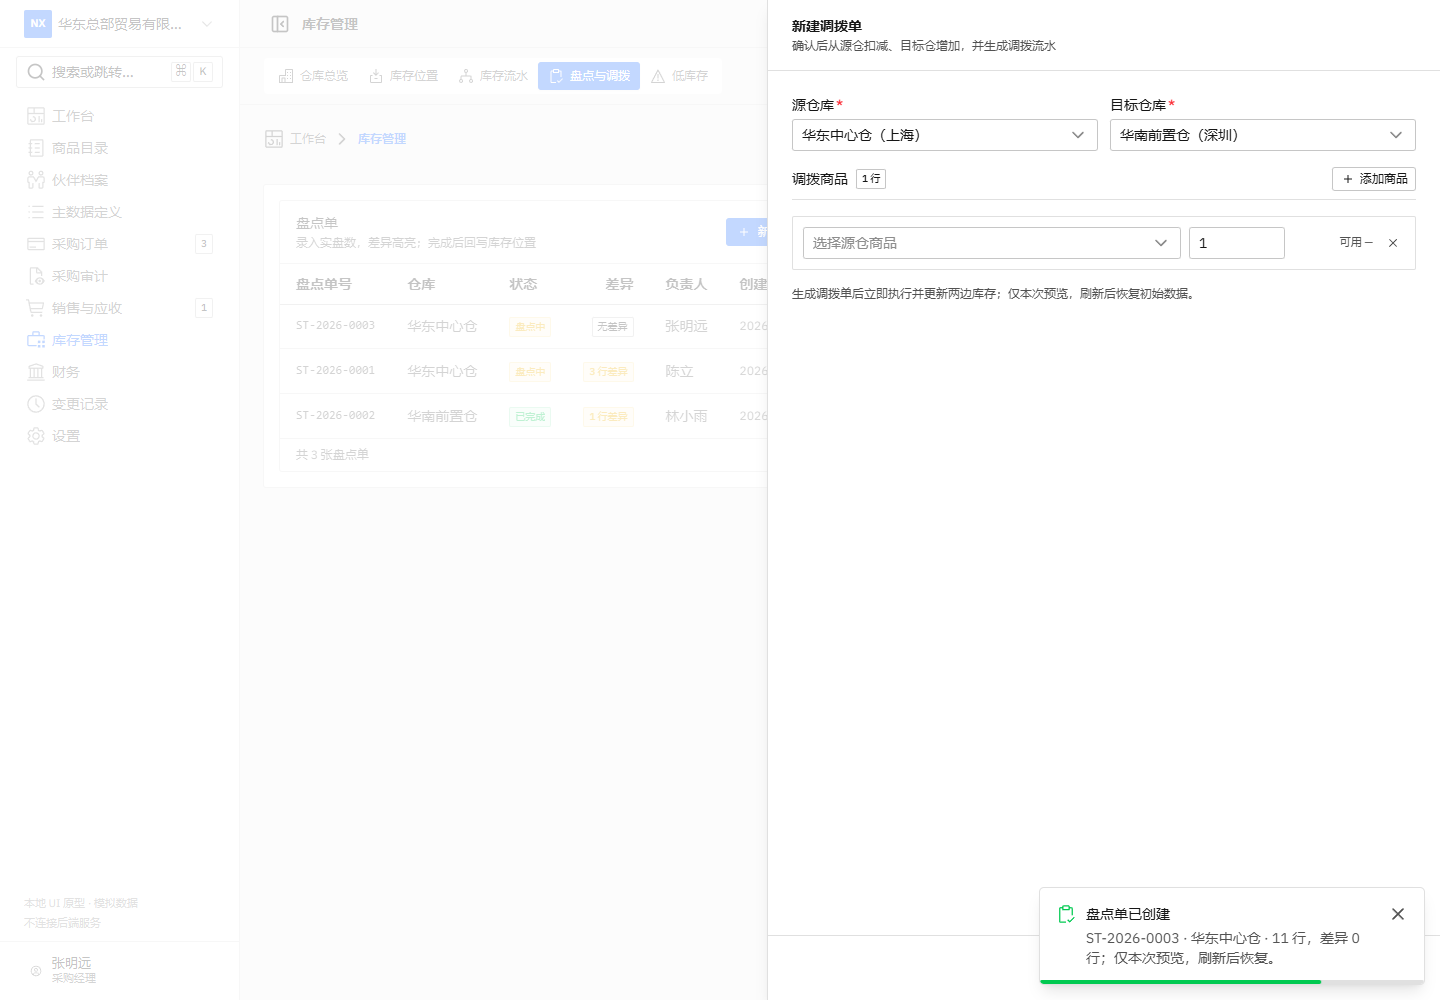 NX 华东总部贸易有限...
搜索或跳转... ⌘ K
工作台
商品目录
伙伴档案
主数据定义
采购订单 3
采购审计
销售与应收 1
库存管理
财务
变更记录
设置
本地 UI 原型 · 模拟数据
不连接后端服务
张明远
采购经理
库存管理
仓库总览 库存位置 库存流水 盘点与调拨 低库存
工作台 库存管理
盘点单
录入实盘数，差异高亮；完成后回写库存位置
盘点单号 仓库 状态 差异 负责人 创建
ST-2026-0003 华东中心仓 盘点中 无差异 张明远 2026
ST-2026-0001 华东中心仓 盘点中 3 行差异 陈立 2026
ST-2026-0002 华南前置仓 已完成 1 行差异 林小雨 2026
共 3 张盘点单
新建调拨单
确认后从源仓扣减、目标仓增加，并生成调拨流水
源仓库* 目标仓库*
华东中心仓（上海） 华南前置仓（深圳）
调拨商品 1 行 添加商品
选择源仓商品 1 可用 —
生成调拨单后立即执行并更新两边库存；仅本次预览，刷新后恢复初始数据。
盘点单已创建
ST-2026-0003 · 华东中心仓 · 11 行，差异 0
行；仅本次预览，刷新后恢复。